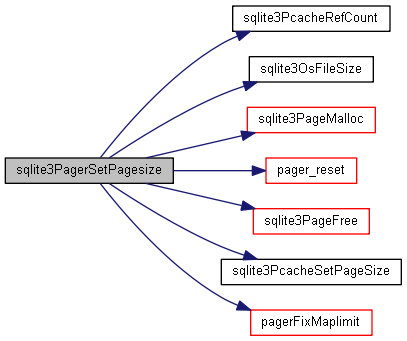 sqlite3PcacheRefCount
sqlite3OsFileSize
sqlite3PageMalloc
sqlite3PagerSetPagesize
pager_reset
sqlite3PageFree
sqlite3PcacheSetPageSize
pagerFixMaplimit